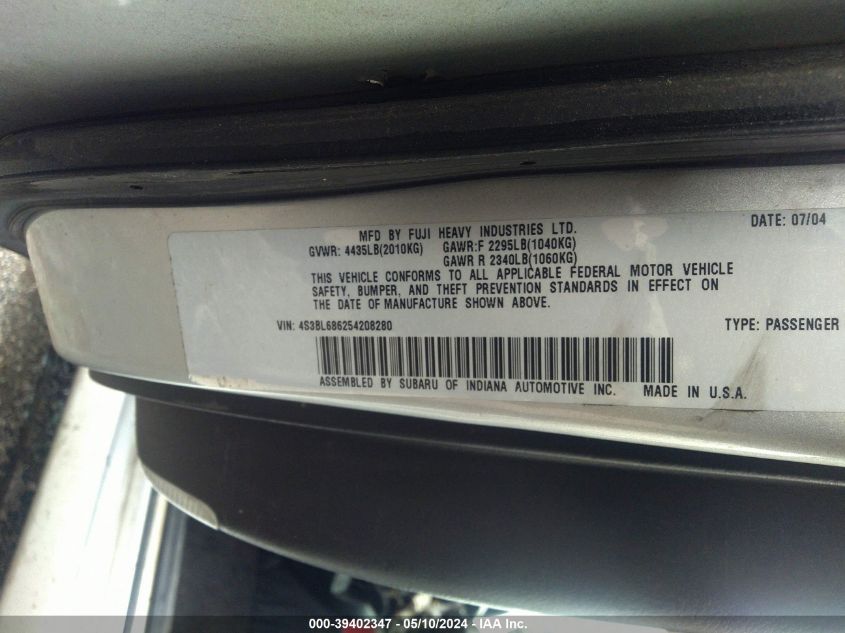 DATE: 07/04
MFD BY FUJI HEAVY INDUSTRIES LTD.
GVWR: 4435LB(2010KG) GAWR:F 2295LB(1040KG)
GAWR R 2340LB(1060KG)
THIS VEHICLE CONFORMS TO ALL APPLICABLE FEDERAL MOTOR VEHICLE
SAFETY, BUMPER, AND THEFT PREVENTION STANDARDS IN EFFECT ON
THE DATE OF MANUFACTURE SHOWN ABOVE.
VIN: 4S3BL686254208280 TYPE: PASSENGER
ASSEMBLED BY SUBARU OF INDIANA AUTOMOTIVE INC. MADE IN U.S.A.
000-39402347 — 05/10/2024 — IAA Inc.